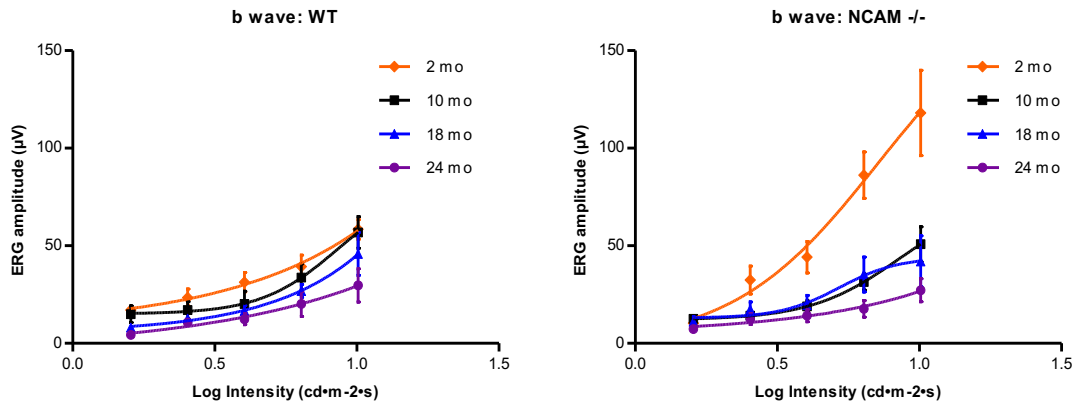 b wave: WT
150
100
50
0
0.0
0.5
1.0
1.5
ERG amplitude (µV)
Log Intensity (cd•m-2•s)
2 mo
10 mo
18 mo
24 mo
b wave: NCAM -/-
150
100
50
0
0.0
0.5
1.0
1.5
ERG amplitude (µV)
Log Intensity (cd•m-2•s)
2 mo
10 mo
18 mo
24 mo